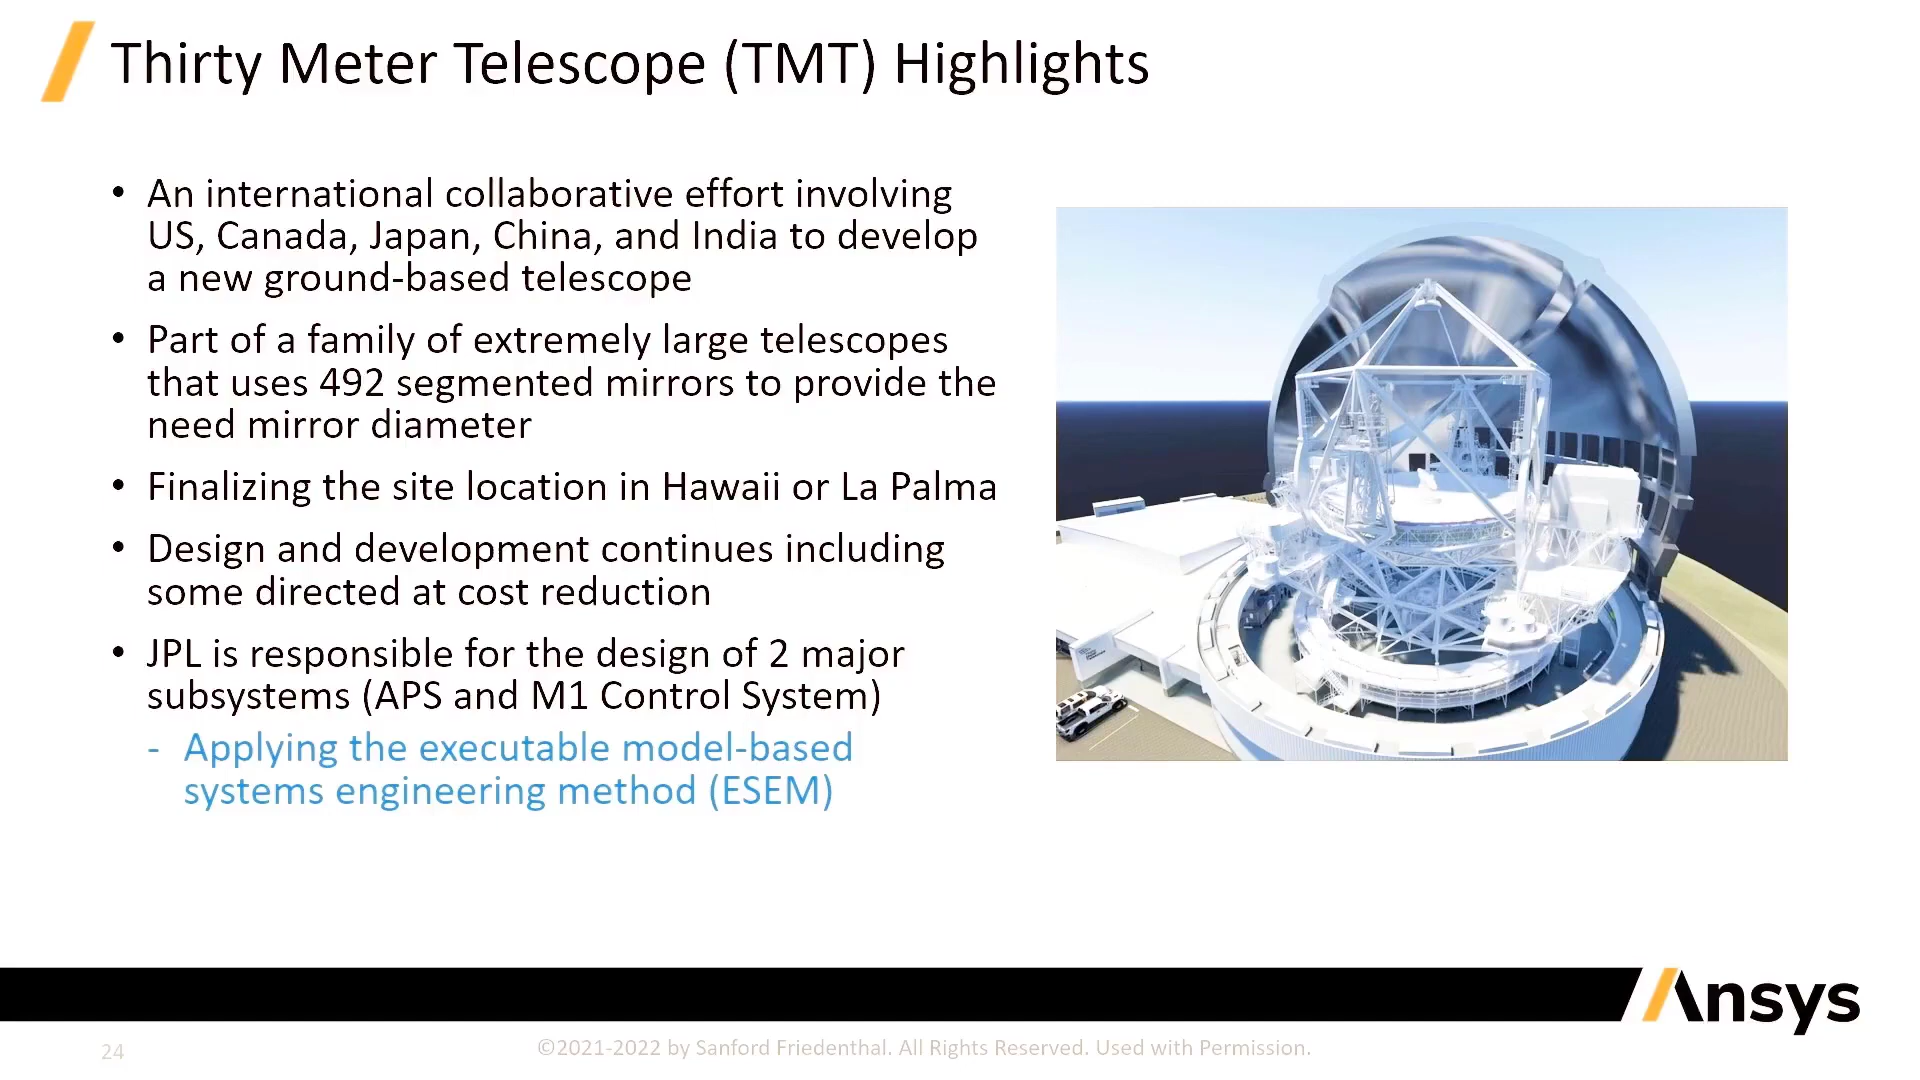 Thirty Meter Telescope (TMT) Highlights
• An international collaborative effort involving
US, Canada, Japan, China, and India to develop
a new ground-based telescope
• Part of a family of extremely large telescopes
that uses 492 segmented mirrors to provide the
need mirror diameter
• Finalizing the site location in Hawaii or La Palma
• Design and development continues including
some directed at cost reduction
• JPL is responsible for the design of 2 major
subsystems (APS and M1 Control System)
- Applying the executable model-based
systems engineering method (ESEM)
Ansys
24
©2021-2022 by Sanford Friedenthal. All Rights Reserved. Used with Permission.